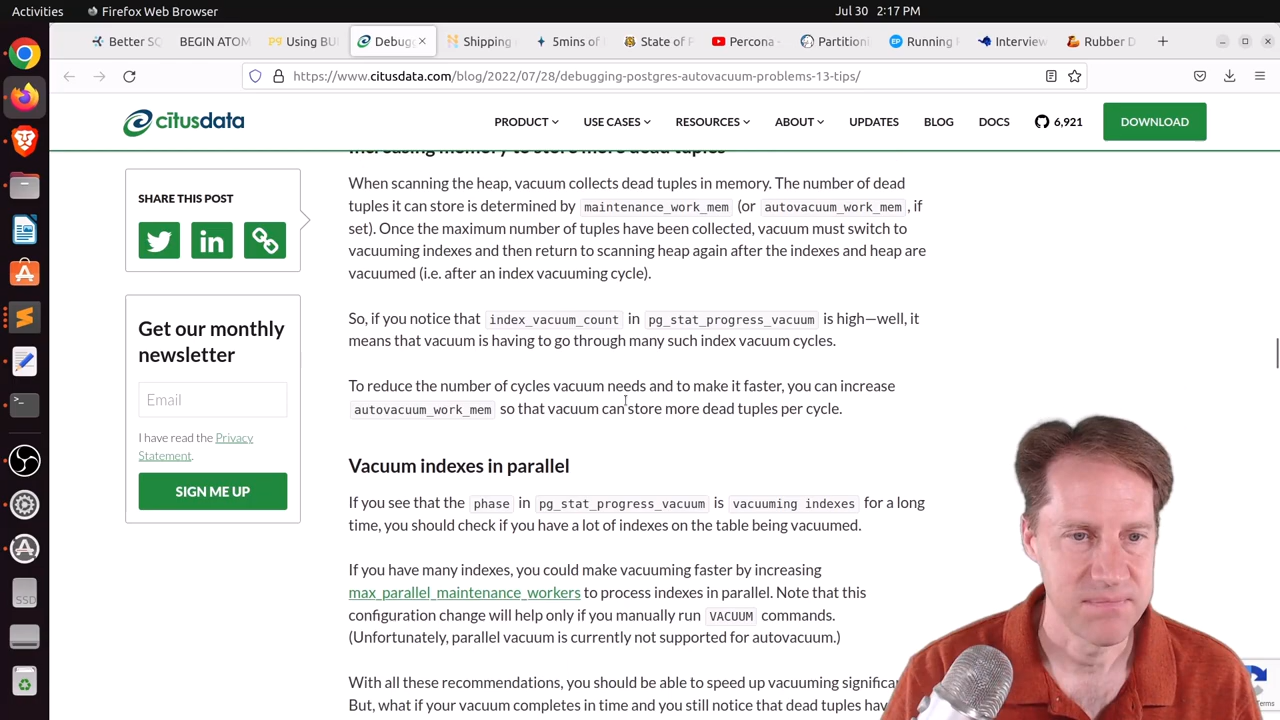 Activities
Firefox Web Browser
Jul 30 2:17 PM
Better SQ
BEGIN ATOM
Using BU
Debugg
Shipping
5mins of
State of P
Percona -
Partition
Running
Interview
Rubber D
https://www.citusdata.com/blog/2022/07/28/debugging-postgres-autovacuum-problems-13-tips/
citusdata
PRODUCT
USE CASES
RESOURCES
ABOUT
UPDATES
BLOG
DOCS
6,921
DOWNLOAD
SHARE THIS POST
Get our monthly
newsletter
Email
I have read the Privacy
Statement.
SIGN ME UP
Increasing memory to store more dead tuples
When scanning the heap, vacuum collects dead tuples in memory. The number of dead
tuples it can store is determined by maintenance_work_mem (or autovacuum_work_mem, if
set). Once the maximum number of tuples have been collected, vacuum must switch to
vacuuming indexes and then return to scanning heap again after the indexes and heap are
vacuumed (i.e. after an index vacuuming cycle).
So, if you notice that index_vacuum_count in pg_stat_progress_vacuum is high—well, it
means that vacuum is having to go through many such index vacuum cycles.
To reduce the number of cycles vacuum needs and to make it faster, you can increase
autovacuum_work_mem so that vacuum can store more dead tuples per cycle.
Vacuum indexes in parallel
If you see that the phase in pg_stat_progress_vacuum is vacuuming indexes for a long
time, you should check if you have a lot of indexes on the table being vacuumed.
If you have many indexes, you could make vacuuming faster by increasing
max_parallel_maintenance_workers to process indexes in parallel. Note that this
configuration change will help only if you manually run VACUUM commands.
(Unfortunately, parallel vacuum is currently not supported for autovacuum.)
With all these recommendations, you should be able to speed up vacuuming significa
But, what if your vacuum completes in time and you still notice that dead tuples hav
SSD
Terms